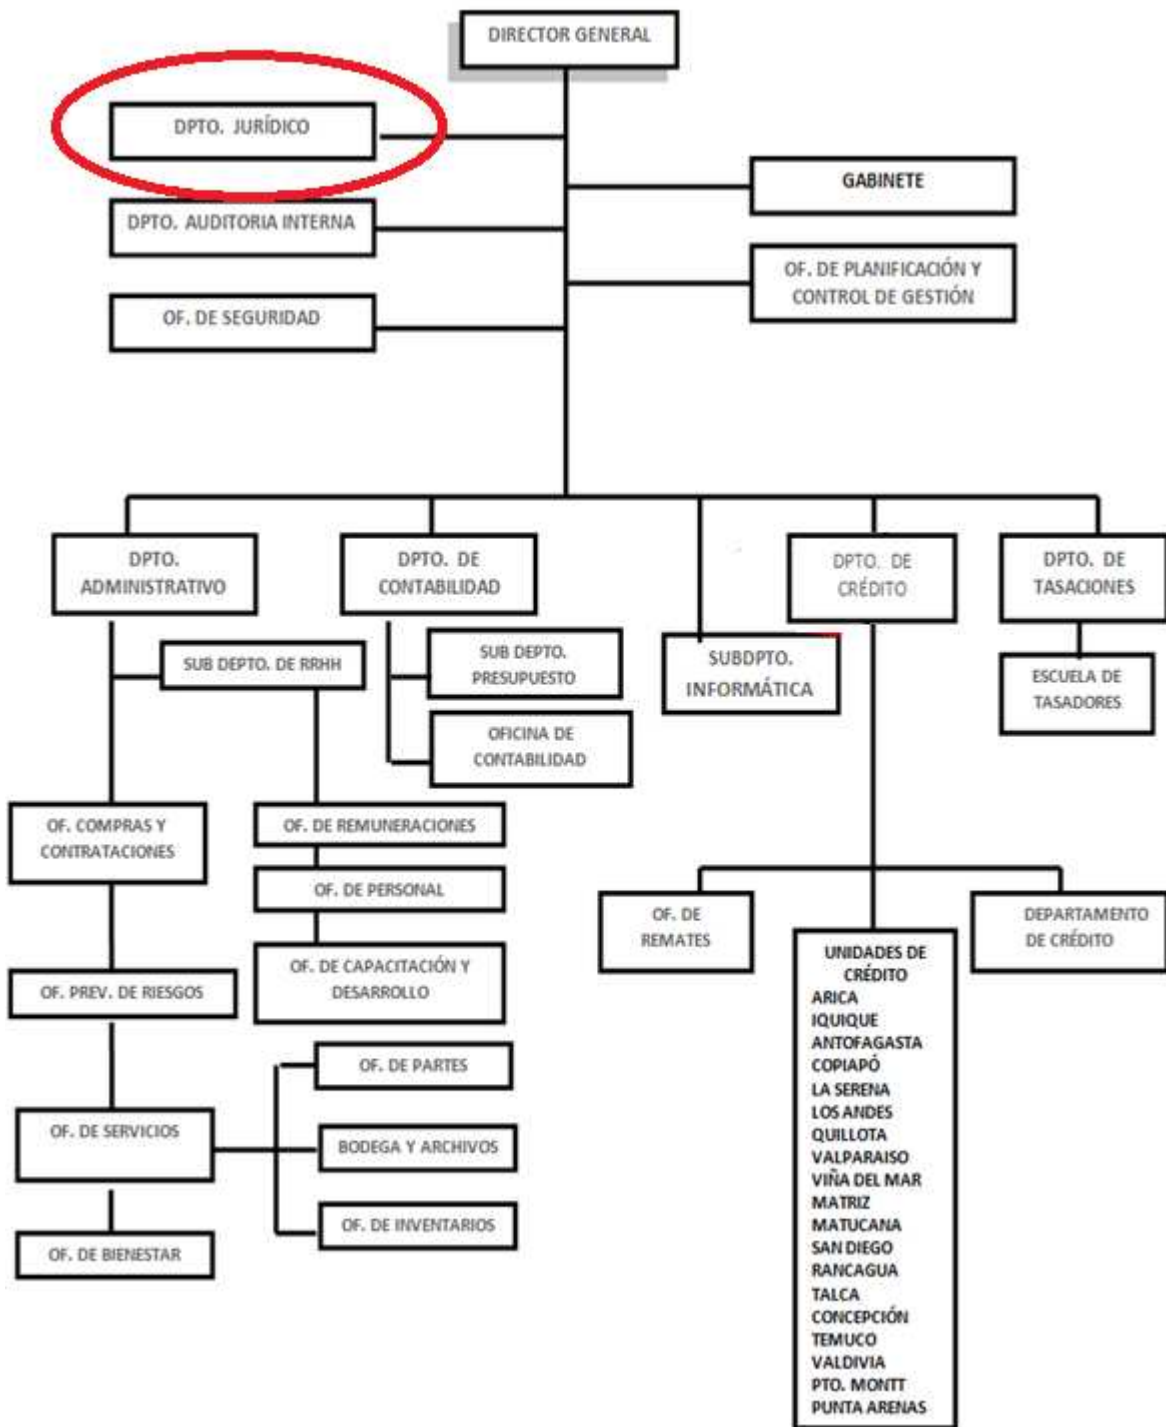 DIRECTOR GENERAL
DPTO. JURÍDICO
GABINETE
DPTO. AUDITORIA INTERNA
OF. DE PLANIFICACIÓN Y
CONTROL DE GESTIÓN
OF. DE SEGURIDAD
DPTO.
ADMINISTRATIVO
DPTO. DE
CONTABILIDAD
DPTO. DE
CRÉDITO
DPTO. DE
TASACIONES
SUB DEPTO. DE RRHH
SUB DEPTO.
PRESUPUESTO
SUBDPTO.
INFORMÁTICA
ESCUELA DE
TASADORES
OFICINA DE
CONTABILIDAD
OF. COMPRAS Y
CONTRATACIONES
OF. DE REMUNERACIONES
OF. DE PERSONAL
OF. DE CAPACITACIÓN Y
DESARROLLO
OF. PREV. DE RIESGOS
OF. DE PARTES
OF. DE SERVICIOS
BODEGA Y ARCHIVOS
OF. DE INVENTARIOS
OF. DE BIENESTAR
OF. DE
REMATES
UNIDADES DE
CRÉDITO
ARICA
IQUIQUE
ANTOFAGASTA
COPIAPÓ
LA SERENA
LOS ANDES
QUILLOTA
VALPARAISO
VIÑA DEL MAR
MATRIZ
MATUCANA
SAN DIEGO
RANCAGUA
TALCA
CONCEPCIÓN
TEMUCO
VALDIVIA
PTO. MONTT
PUNTA ARENAS
DEPARTAMENTO
DE CRÉDITO